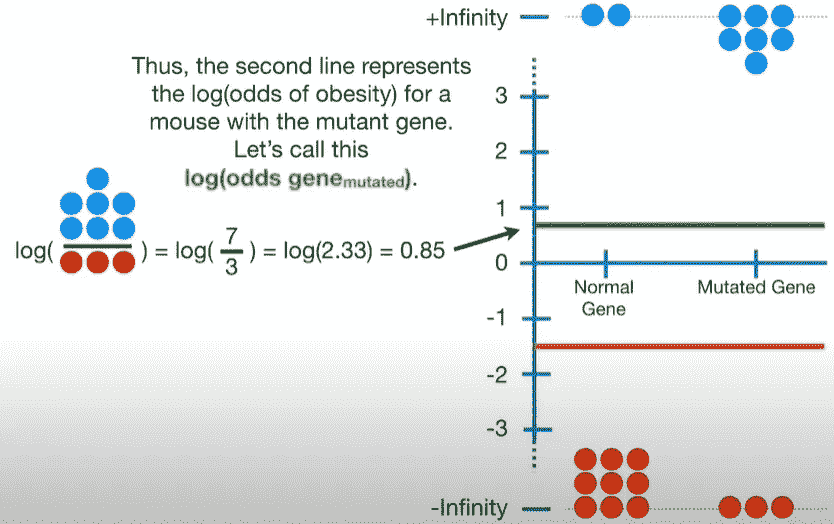 +Infinity
Thus, the second line represents
the log(odds of obesity) for a
mouse with the mutant gene.
Let's call this
log(odds gene mutated).
log( ) = log( 7/3 ) = log(2.33) = 0.85
3
2
1
0
-1
-2
-3
-Infinity
Normal
Gene
Mutated Gene